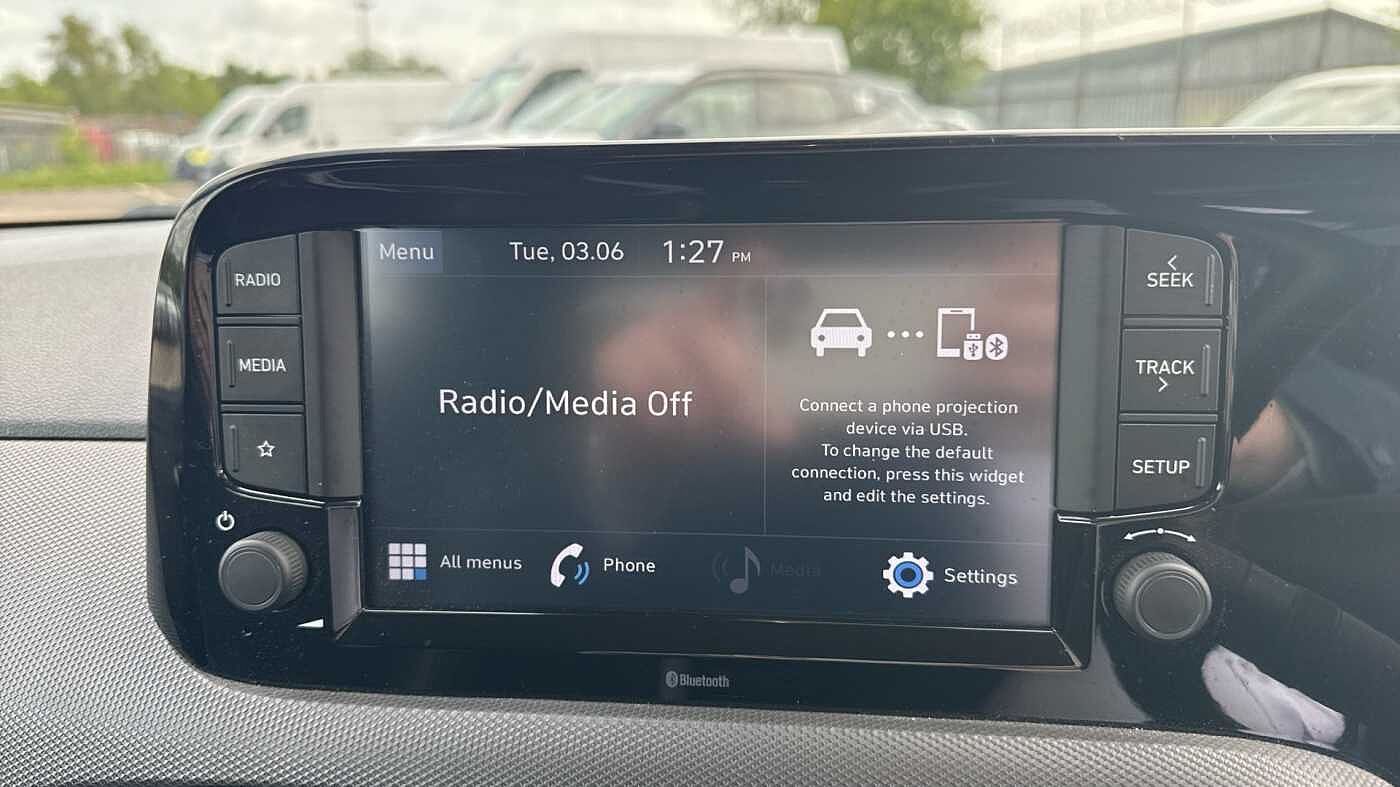 Menu
Tue, 03.06
1:27 PM
RADIO
MEDIA
SEEK
TRACK
SETUP
Radio/Media Off
Connect a phone projection
device via USB.
To change the default
connection, press this widget
and edit the settings.
All menus
Phone
Media
Settings
Bluetooth